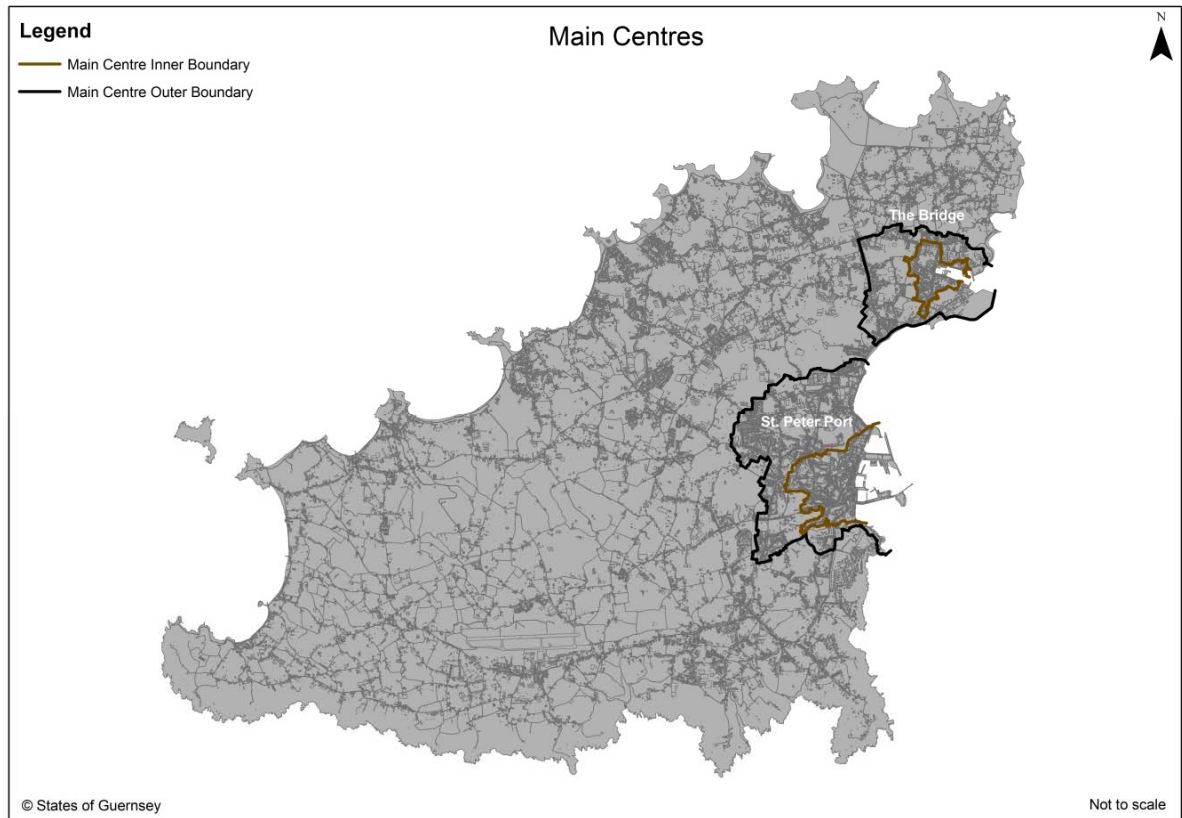 Main Centres
N
Legend
Main Centre Inner Boundary
Main Centre Outer Boundary
The Bridge
St. Peter Port
© States of Guernsey
Not to scale